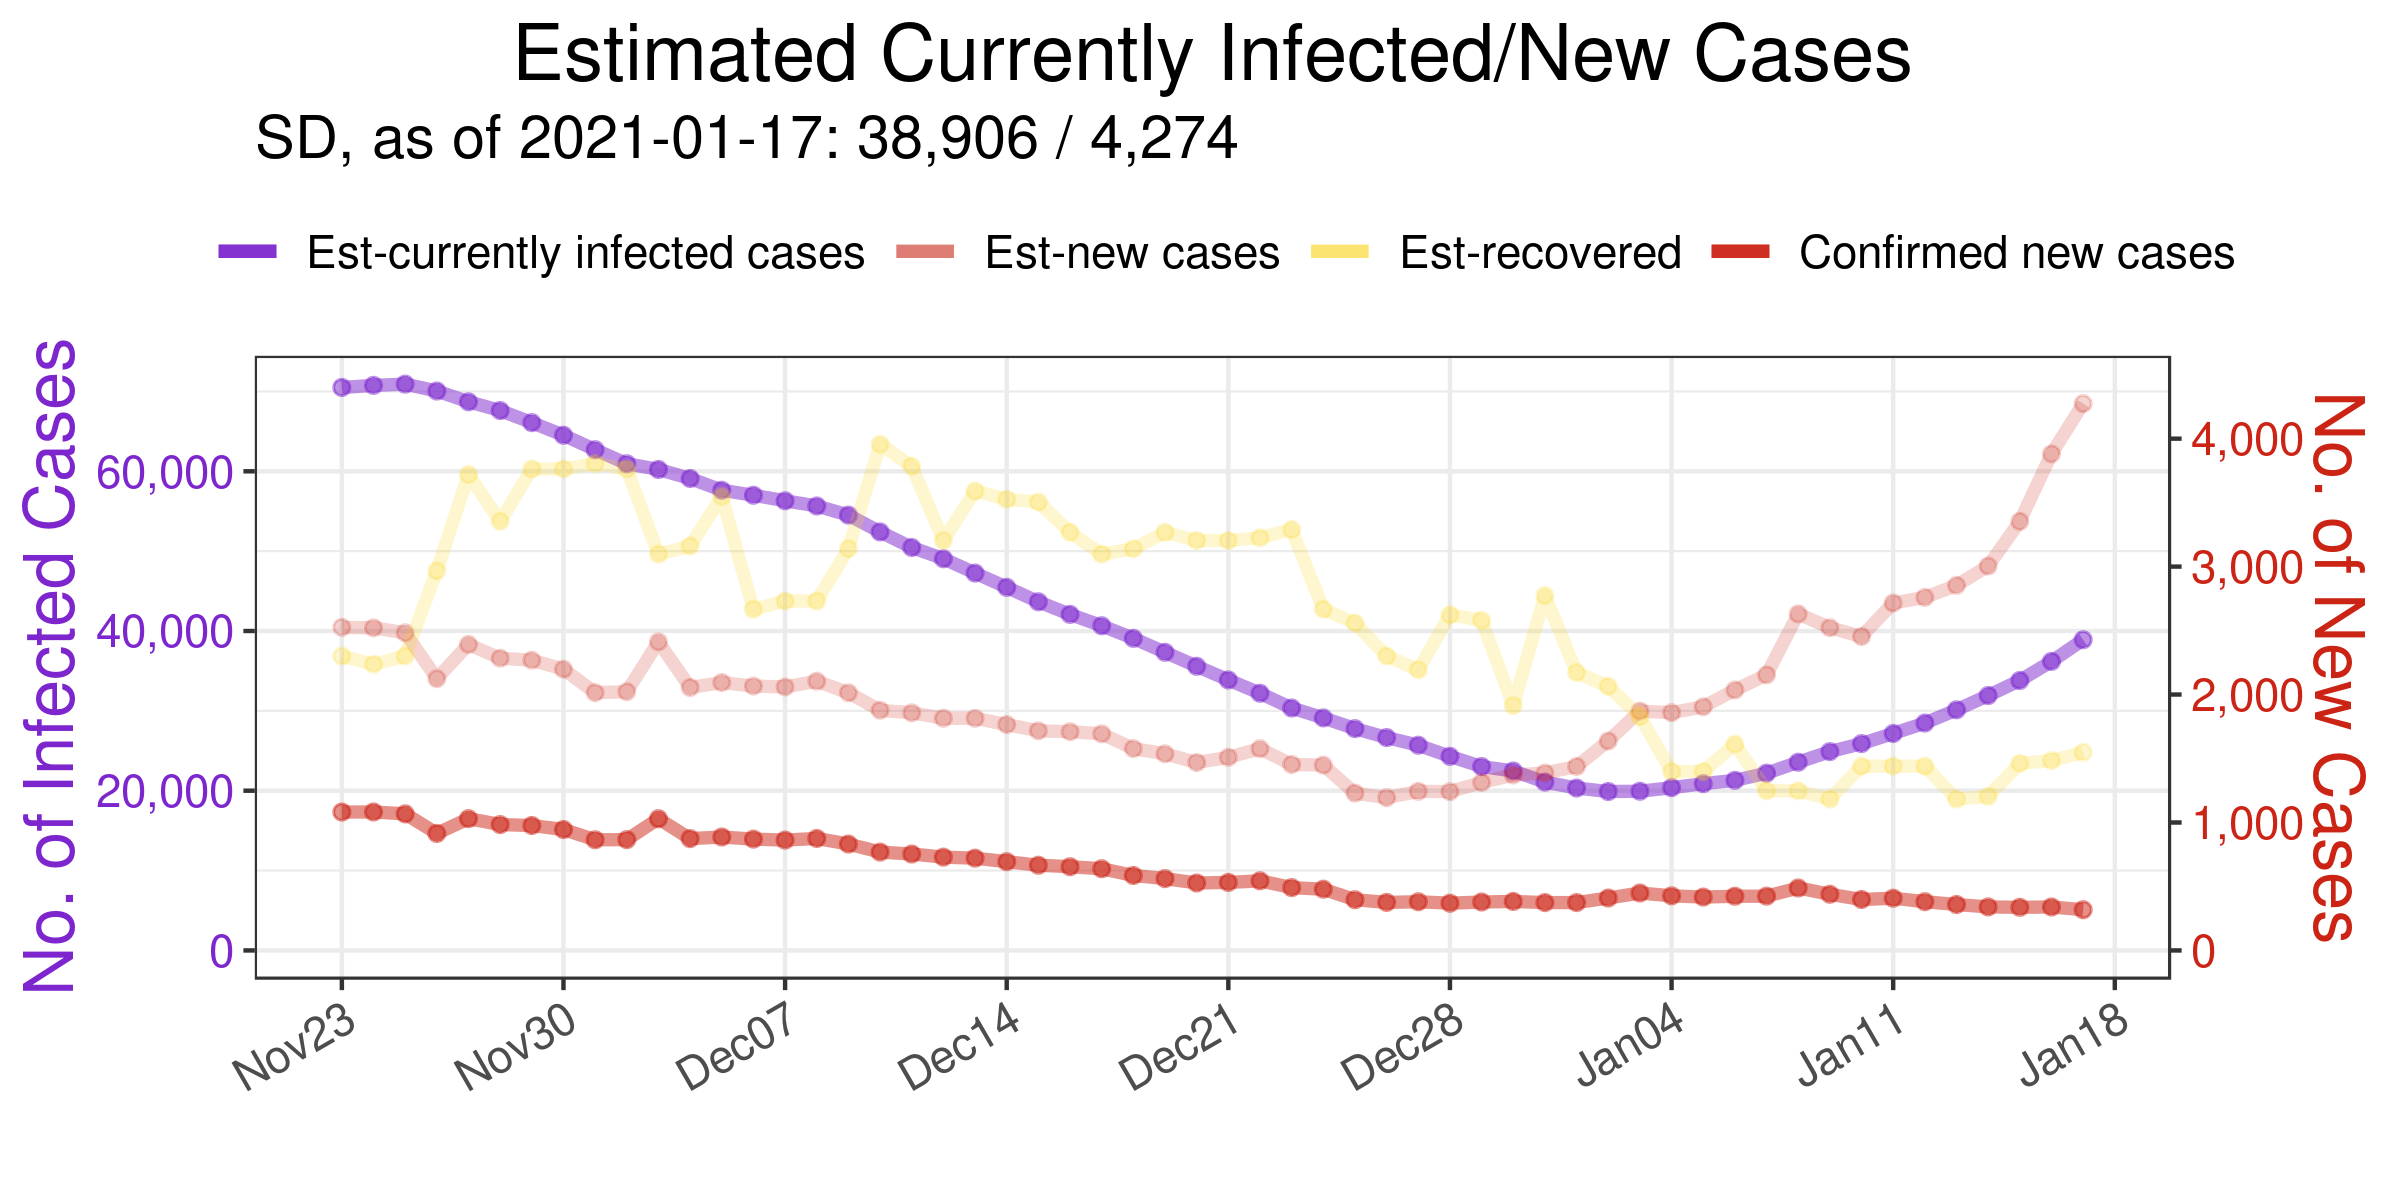 Estimated Currently Infected/New Cases
SD, as of 2021-01-17: 38,906 / 4,274
Est-currently infected cases Est-new cases Est-recovered Confirmed new cases
No. of Infected Cases
60,000
40,000
20,000
0
4,000
3,000
2,000
1,000
0
No. of New Cases
Nov23 Nov30 Dec07 Dec14 Dec21 Dec28 Jan04 Jan11 Jan18